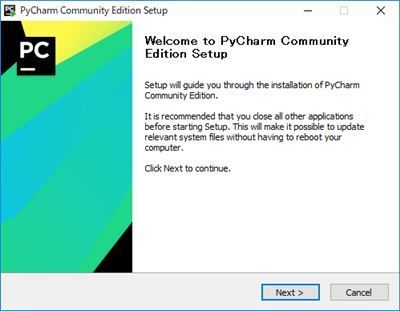 PyCharm Community Edition Setup
PC
Welcome to PyCharm Community
Edition Setup
Setup will guide you through the installation of PyCharm
Community Edition.
It is recommended that you close all other applications
before starting Setup. This will make it possible to update
relevant system files without having to reboot your
computer.
Click Next to continue.
Next >
Cancel